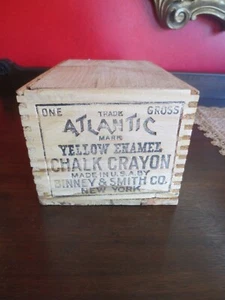 ONE GROSS
TRADE
ATLANTIC
MARK
YELLOW ENAMEL
CHALK CRAYON
MADE IN U.S.A BY
BINNEY & SMITH CO.
NEW YORK